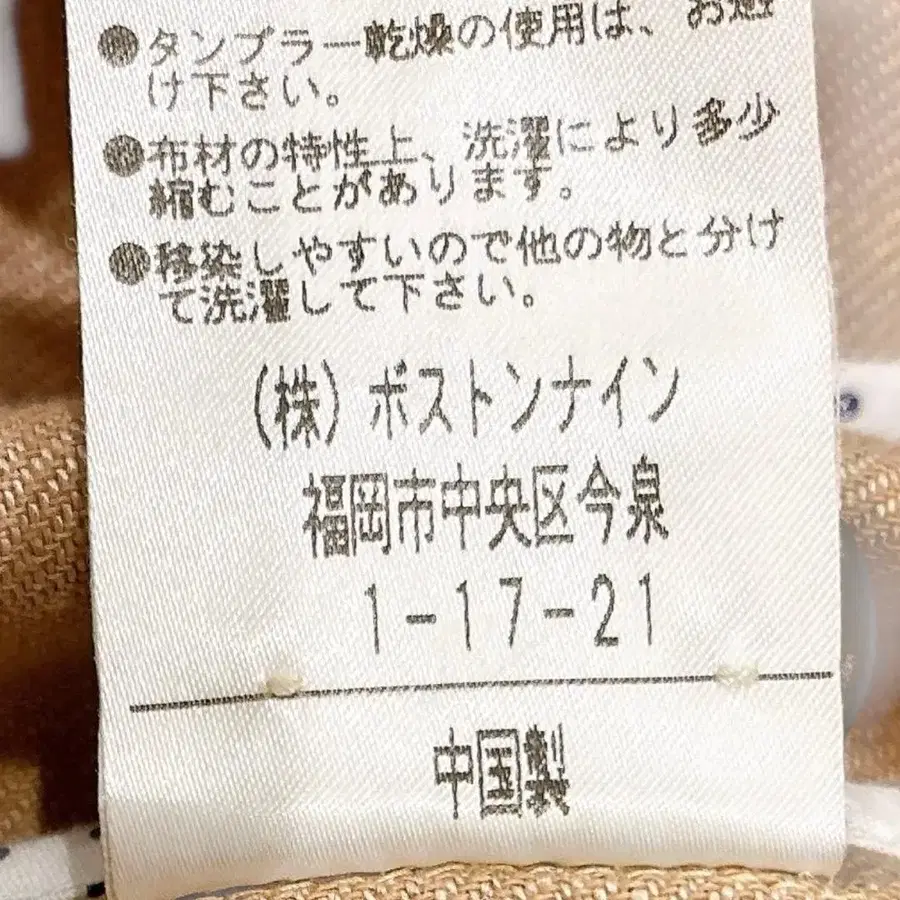 ●タンブラー乾燥の使用は、お避
け下さい。
●布材の特性上、洗濯により多少
縮むことがあります。
●移染しやすいので他の物と分け
て洗濯して下さい。
(株)ボストンナイン
福岡市中央区今泉
1-17-21
中国製